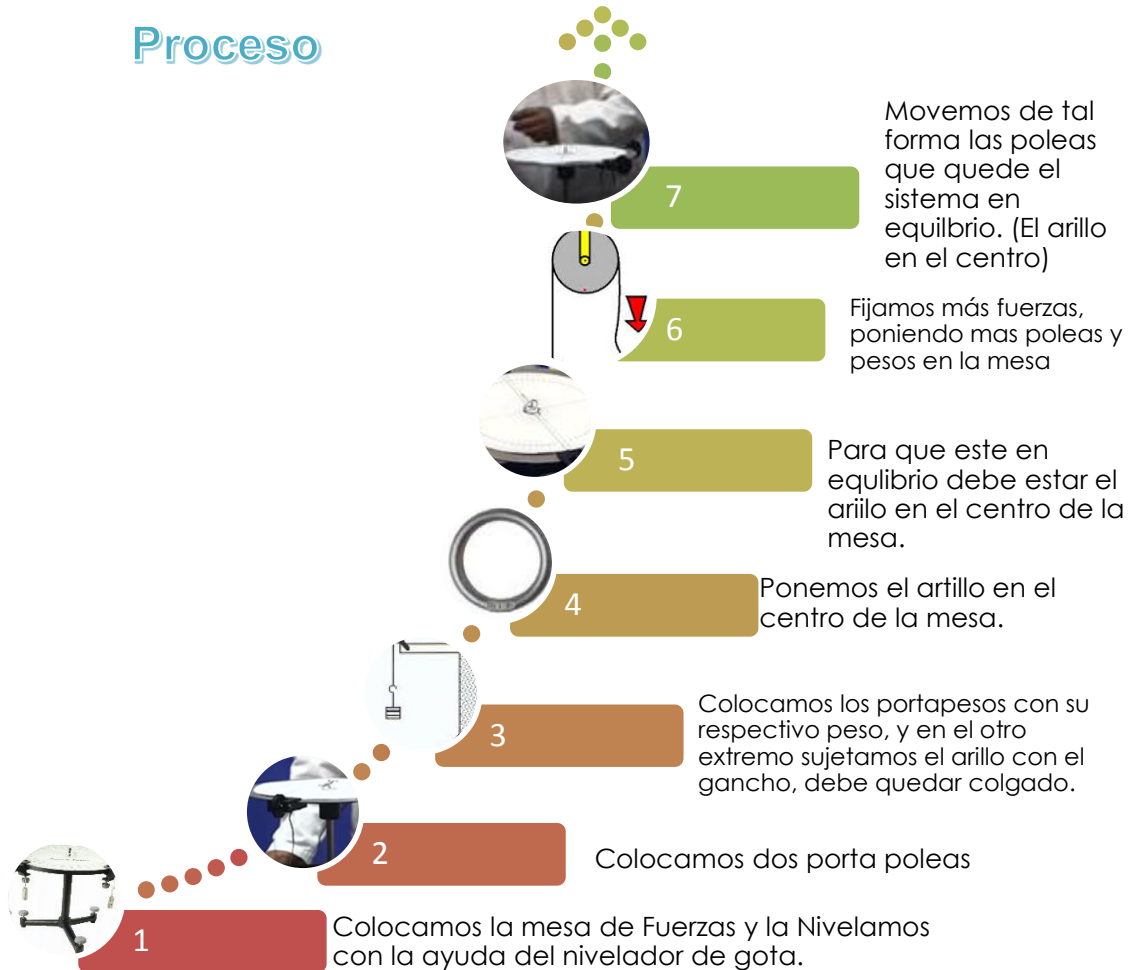 Proceso
Movemos de tal
forma las poleas
que quede el
sistema en
equilbrio. (El arillo
en el centro)
7
Fijamos más fuerzas,
poniendo mas poleas y
pesos en la mesa
6
Para que este en
equlibrio debe estar el
ariilo en el centro de la
mesa.
5
Ponemos el artillo en el
centro de la mesa.
4
Colocamos los portapesos con su
respectivo peso, y en el otro
extremo sujetamos el arillo con el
gancho, debe quedar colgado.
3
2
Colocamos dos porta poleas
1
Colocamos la mesa de Fuerzas y la Nivelamos
con la ayuda del nivelador de gota.